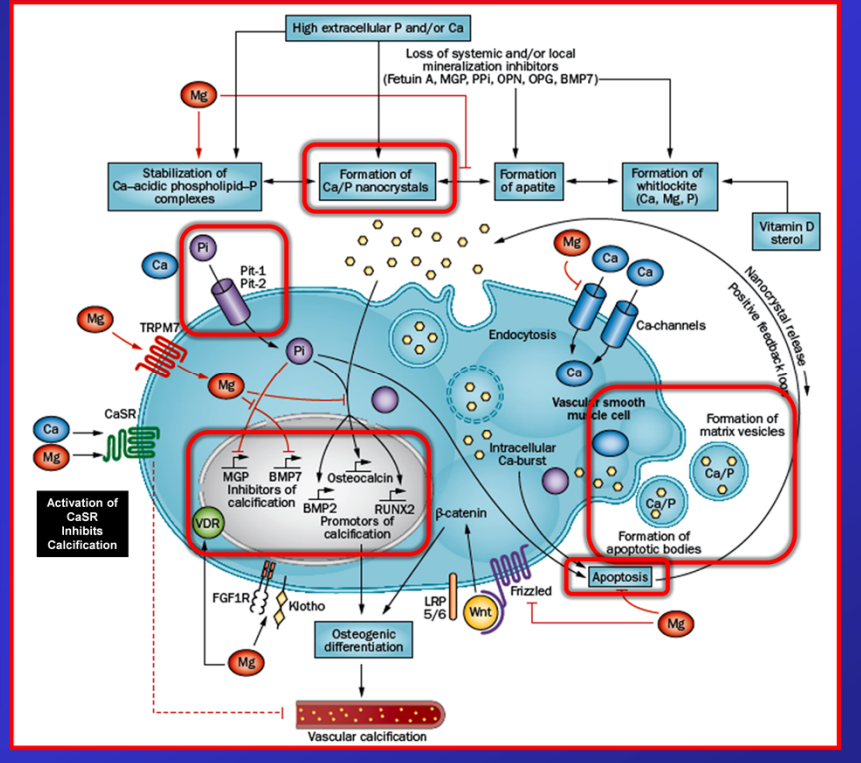 High extracellular P and/or Ca
Loss of systemic and/or local
mineralization inhibitors
(Fetuin A, MGP, PPi, OPN, OPG, BMP7)
Mg
Stabilization of
Ca–acidic phospholipid–P
complexes
Formation of
Ca/P nanocrystals
Formation
of apatite
Formation of
whitlockite
(Ca, Mg, P)
Vitamin D
sterol
Pi
Ca
Pit-1
Pit-2
Mg
Ca
Ca
Ca-channels
Ca
Nanocrystal release
Positive feedback loop
Endocytosis
Mg
TRPM7
Pi
Mg
Vascular smooth
muscle cell
CaSR
Ca
Mg
Formation of
matrix vesicles
Ca/P
Ca/P
Formation of
apoptotic bodies
Intracellular
Ca-burst
MGP
BMP7
Inhibitors of
calcification
Osteocalcin
BMP2
RUNX2
Promotors of
calcification
VDR
β-catenin
Activation of
CaSR
Inhibits
Calcification
Apoptosis
FGF1R
Klotho
LRP
5/6
Wnt
Frizzled
Mg
Mg
Osteogenic
differentiation
Vascular calcification